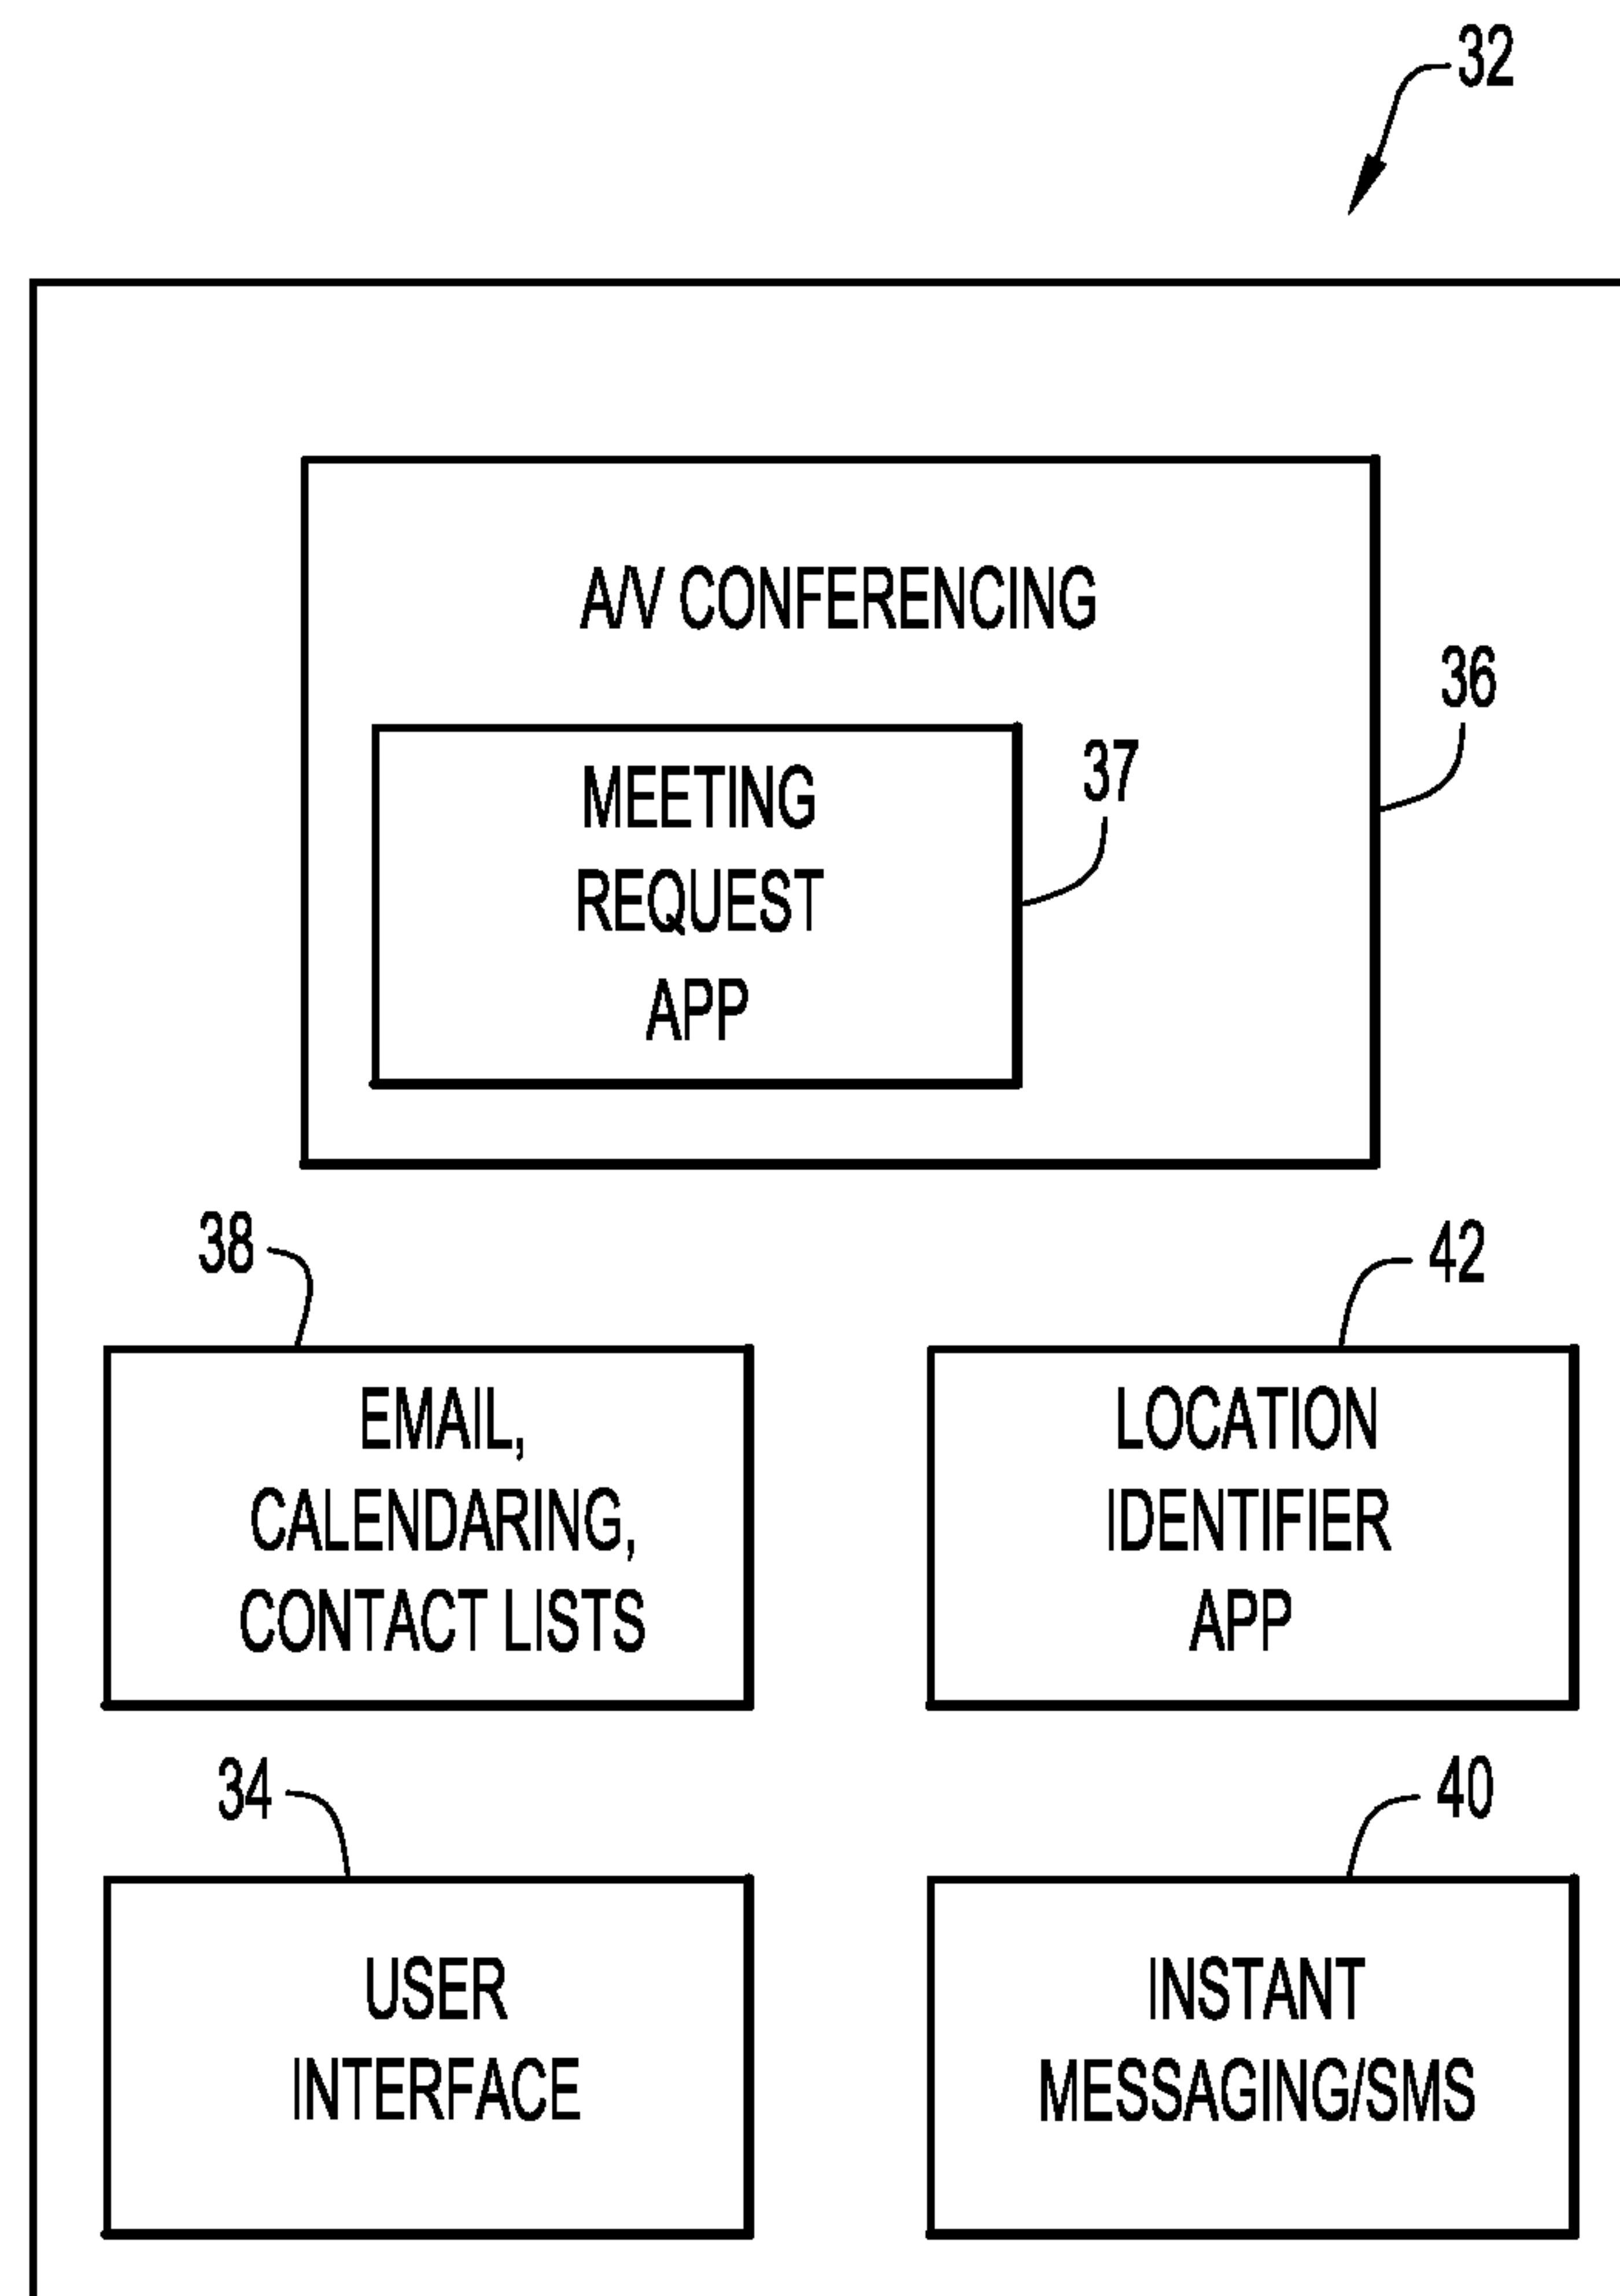 32
A/V CONFERENCING
36
MEETING
REQUEST
APP
37
38
EMAIL,
CALENDARING,
CONTACT LISTS
42
LOCATION
IDENTIFIER
APP
34
USER
INTERFACE
40
INSTANT
MESSAGING/SMS